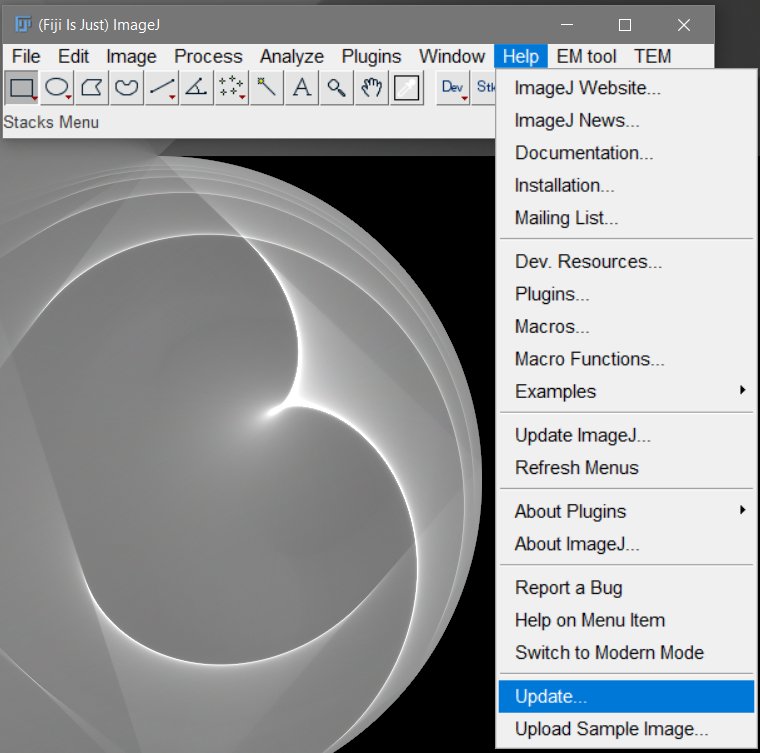 (Fiji Is Just) ImageJ
File Edit Image Process Analyze Plugins Window Help EM tool TEM
A Dev Stk
Stacks Menu
ImageJ Website...
ImageJ News...
Documentation...
Installation...
Mailing List...
Dev. Resources...
Plugins...
Macros...
Macro Functions...
Examples
Update ImageJ...
Refresh Menus
About Plugins
About ImageJ...
Report a Bug
Help on Menu Item
Switch to Modern Mode
Update...
Upload Sample Image...